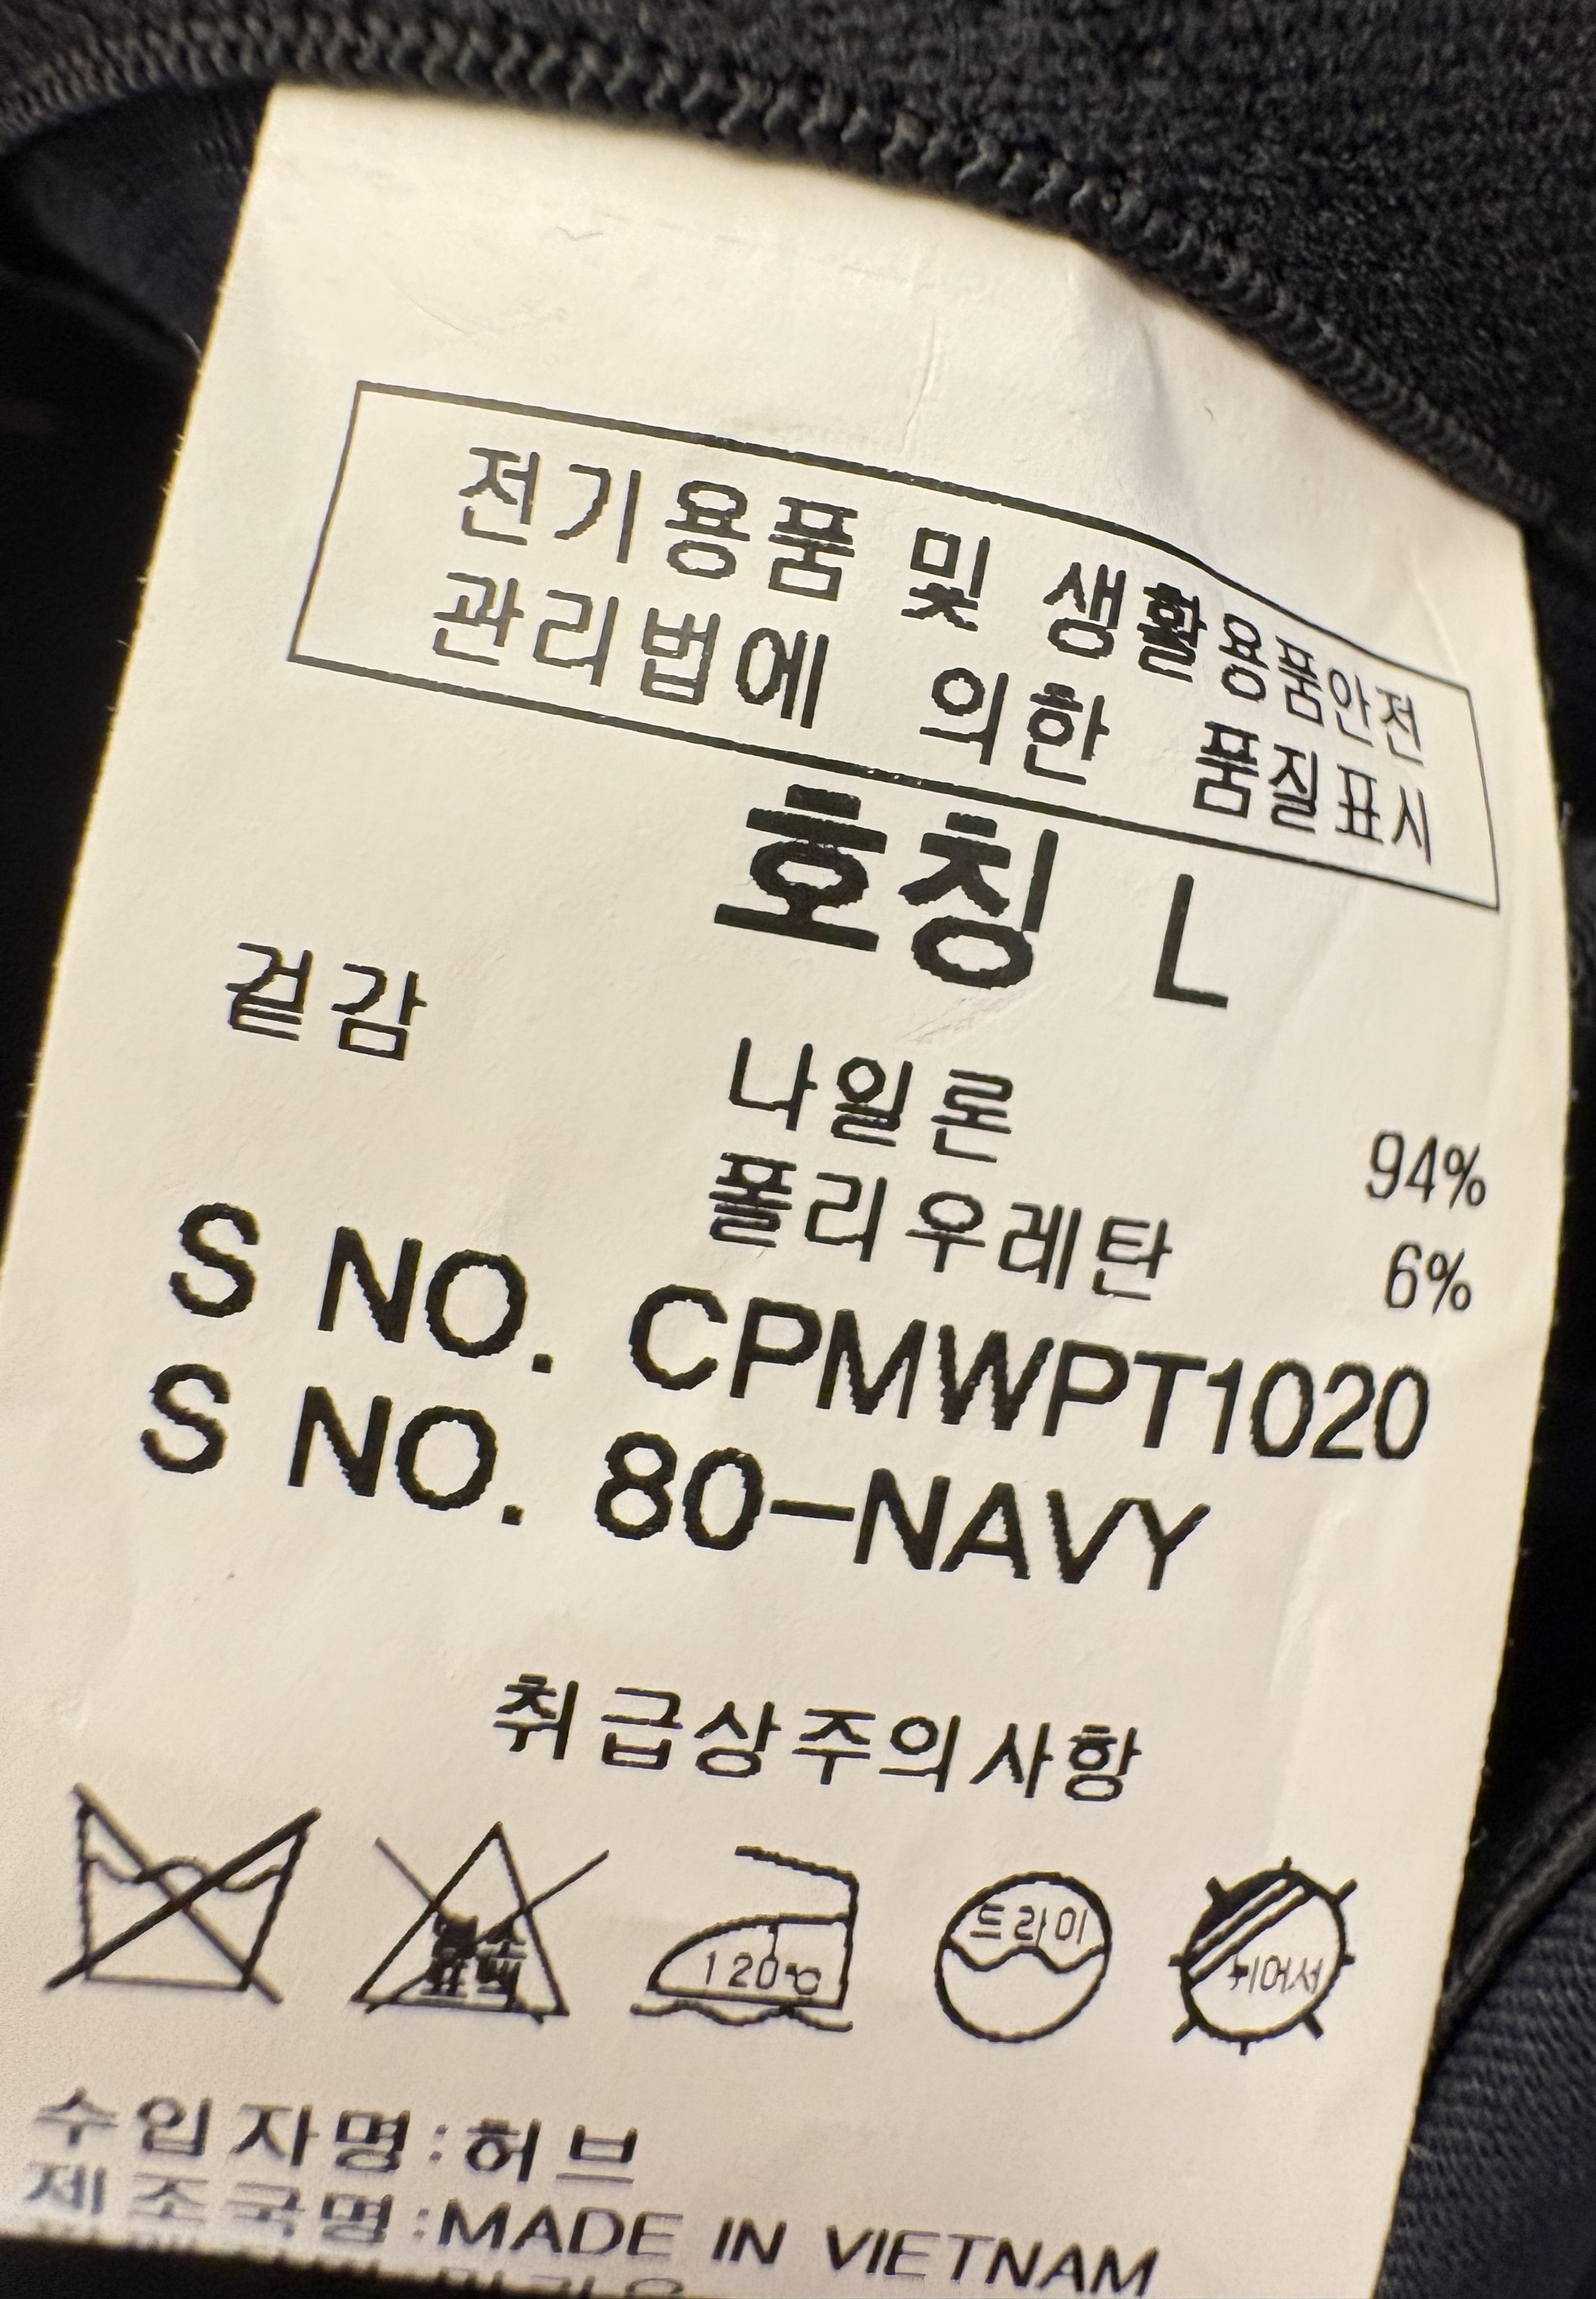 전기용품 및 생활용품안전
관리법에 의한 품질표시
호칭 L
겉감 나일론 94%
폴리우레탄 6%
S NO. CPMWPT1020
S NO. 80-NAVY
취급상주의사항
120℃ 드라이
수입자명:허브
제조국명:MADE IN VIETNAM